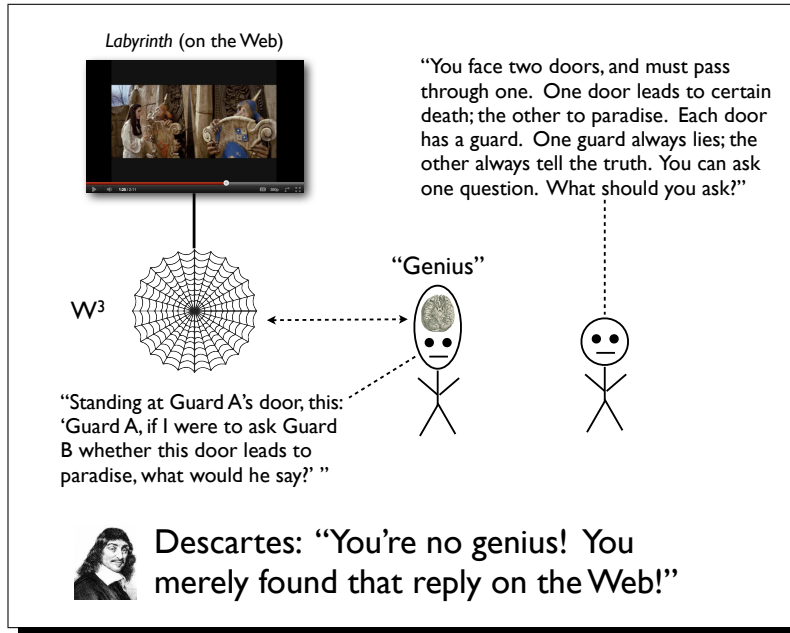 Labyrinth (on the Web)
“You face two doors, and must pass
through one. One door leads to certain
death; the other to paradise. Each door
has a guard. One guard always lies; the
other always tell the truth. You can ask
one question. What should you ask?”
“Genius”
W³
“Standing at Guard A’s door, this:
‘Guard A, if I were to ask Guard
B whether this door leads to
paradise, what would he say?’ ”
Descartes: “You’re no genius! You
merely found that reply on the Web!”